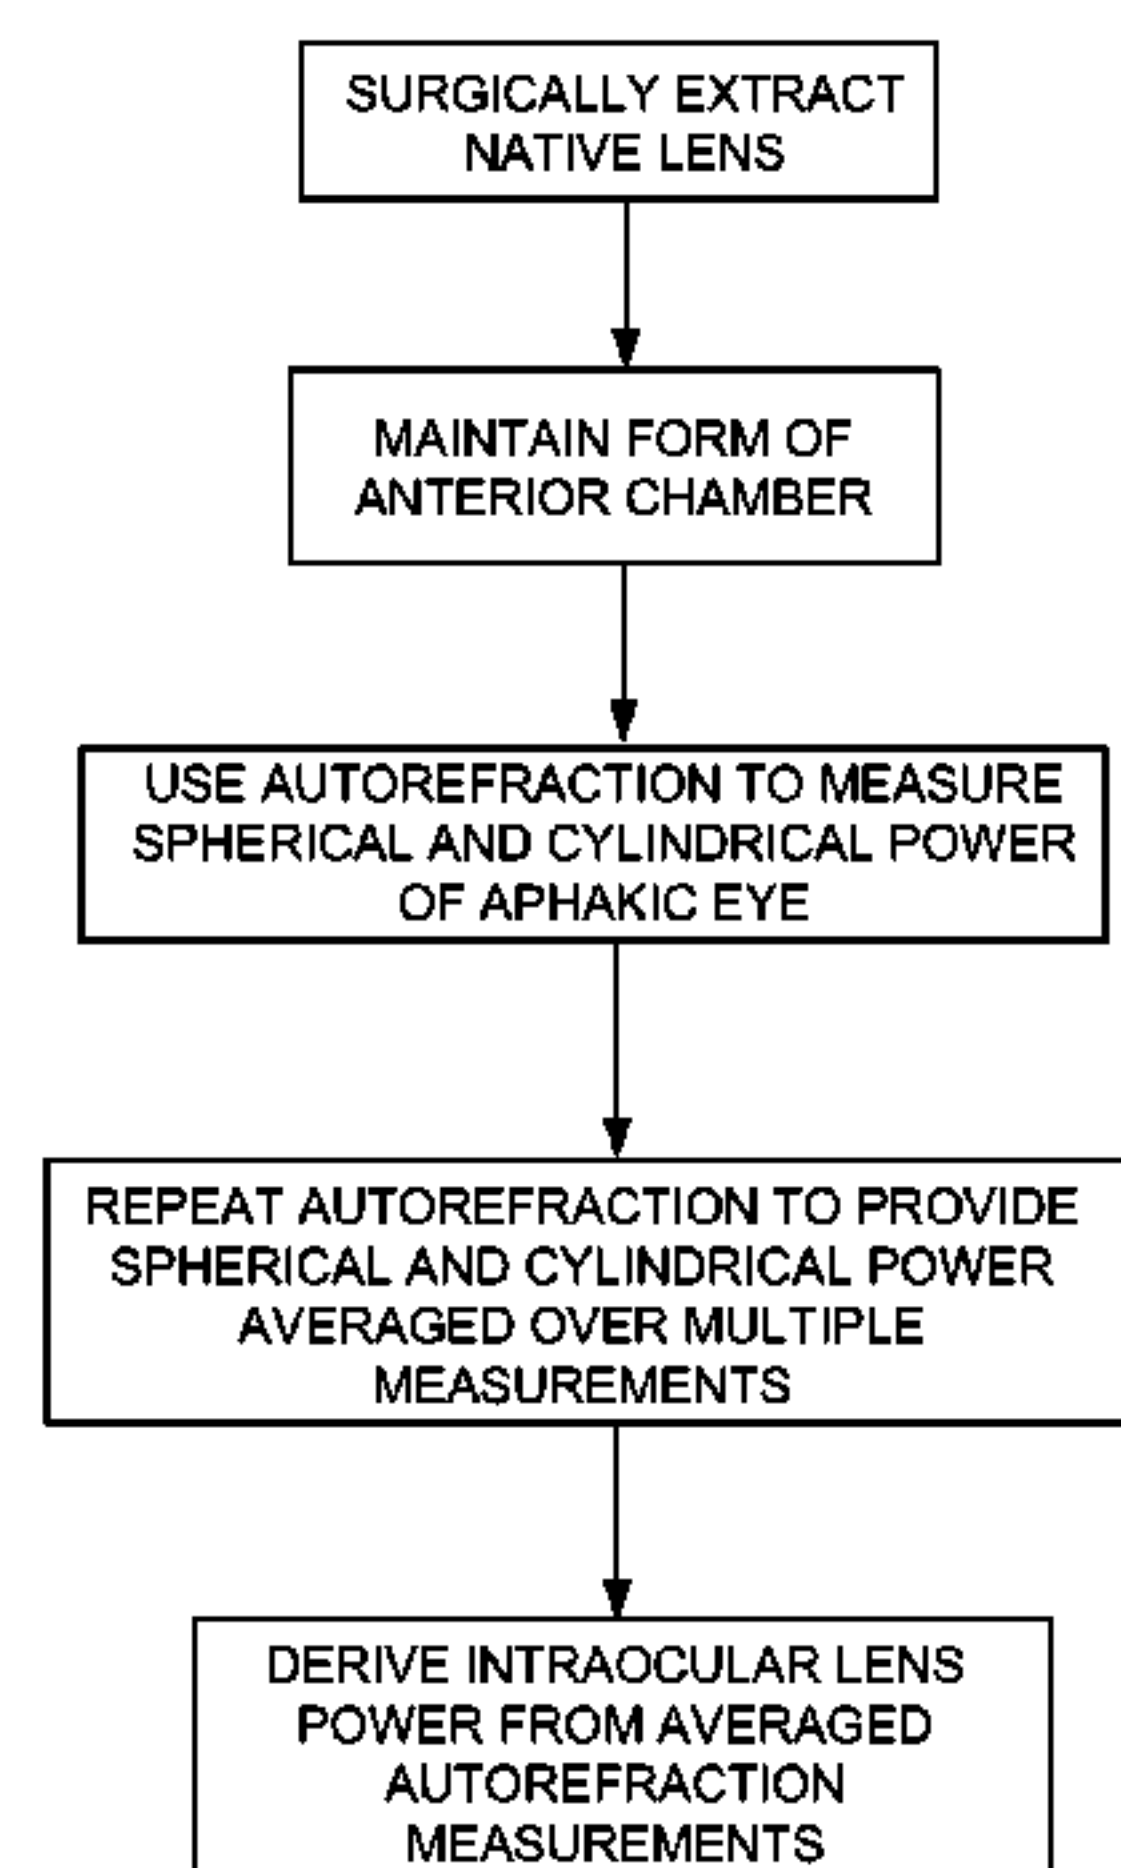 SURGICALLY EXTRACT
NATIVE LENS
MAINTAIN FORM OF
ANTERIOR CHAMBER
USE AUTOREFRACTION TO MEASURE
SPHERICAL AND CYLINDRICAL POWER
OF APHAKIC EYE
REPEAT AUTOREFRACTION TO PROVIDE
SPHERICAL AND CYLINDRICAL POWER
AVERAGED OVER MULTIPLE
MEASUREMENTS
DERIVE INTRAOCULAR LENS
POWER FROM AVERAGED
AUTOREFRACTION
MEASUREMENTS